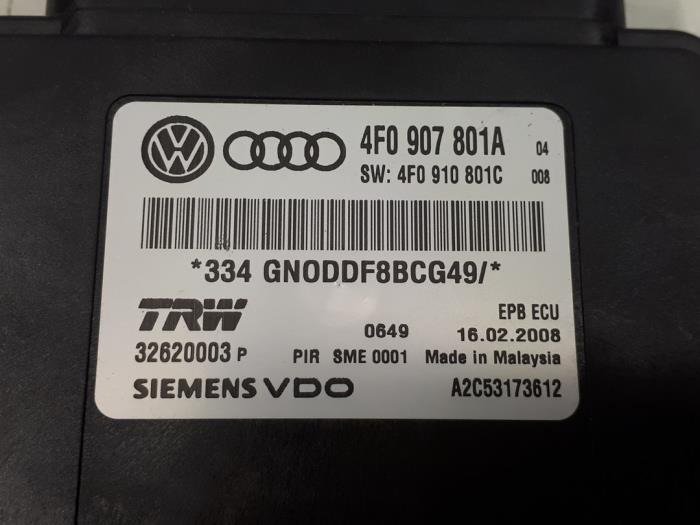 4F0 907 801A 04
SW: 4F0 910 801C 008
*334 GNODDF8BCG49/*
TRW EPB ECU
0649 16.02.2008
32620003 P PIR SME 0001 Made in Malaysia
SIEMENS VDO A2C53173612